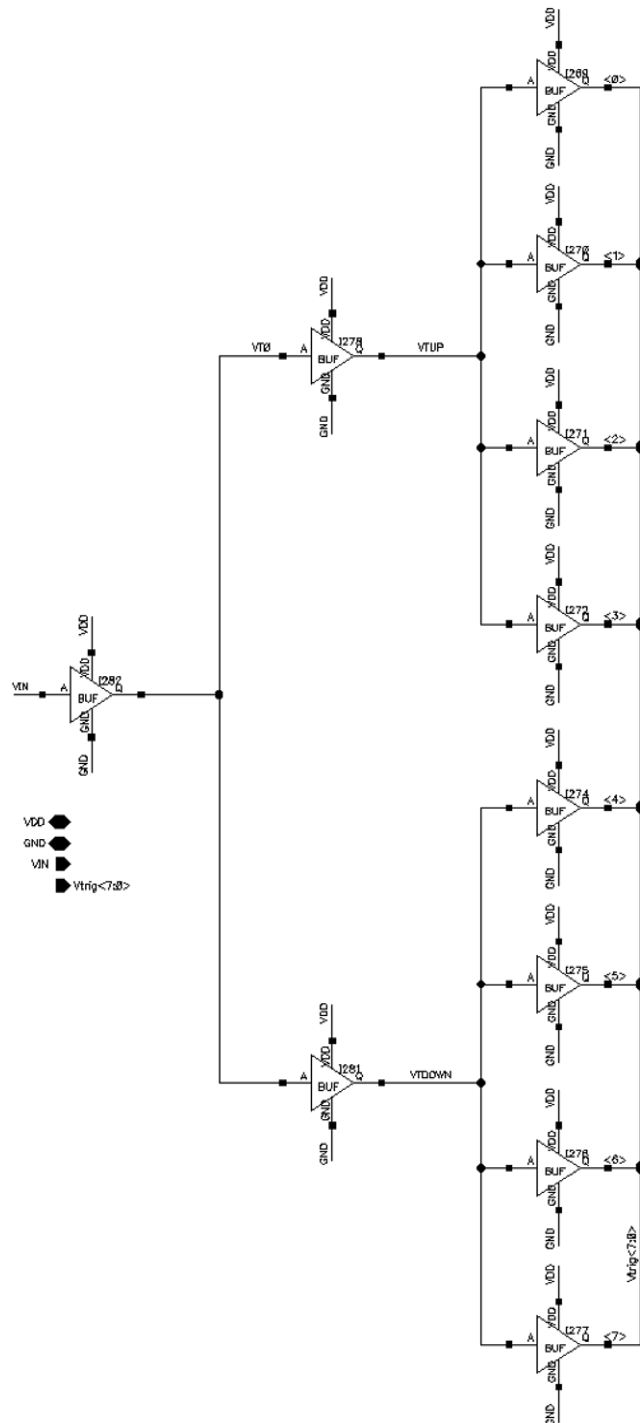 VDD
VDD
I269
A
BUF
Q
<0>
GND
GND
VDD
VDD
I270
A
BUF
Q
<1>
GND
GND
VDD
VDD
I278
VT0
A
BUF
Q
VTUP
GND
GND
VDD
VDD
I271
A
BUF
Q
<2>
GND
GND
VDD
VDD
I272
A
BUF
Q
<3>
GND
GND
VDD
VDD
I282
VIN
A
BUF
Q
GND
GND
VDD
VDD
I274
A
BUF
Q
<4>
GND
GND
VDD
GND
VIN
Vtrig<7:0>
VDD
VDD
I275
A
BUF
Q
<5>
GND
GND
VDD
VDD
I281
A
BUF
Q
VTDOWN
GND
GND
VDD
VDD
I276
A
BUF
Q
<6>
GND
GND
Vtrig<7:0>
VDD
VDD
I277
A
BUF
Q
<7>
GND
GND